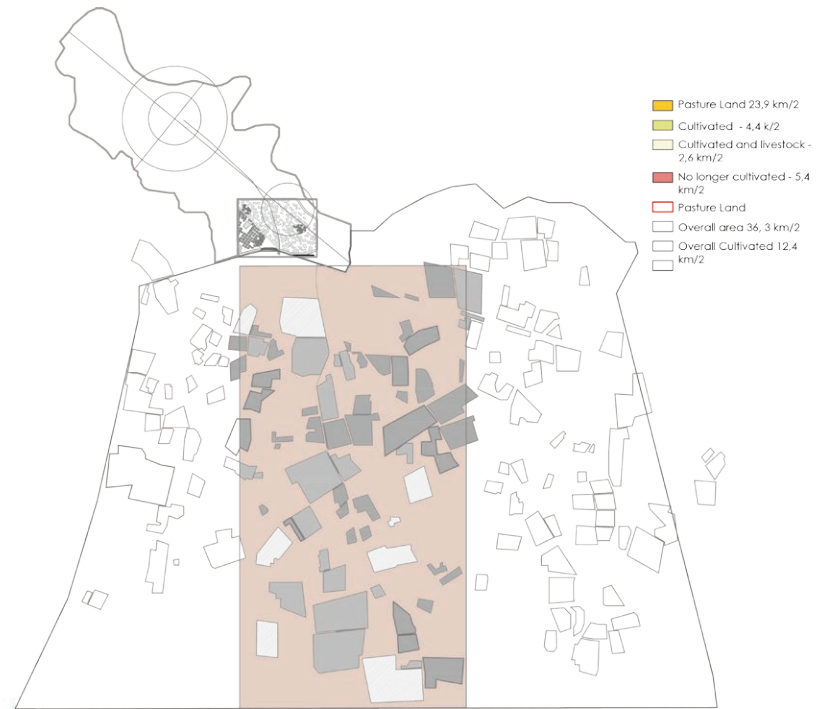 Pasture Land 23,9 km/2
Cultivated - 4,4 k/2
Cultivated and livestock -
2,6 km/2
No longer cultivated - 5,4
km/2
Pasture Land
Overall area 36, 3 km/2
Overall Cultivated 12,4
km/2